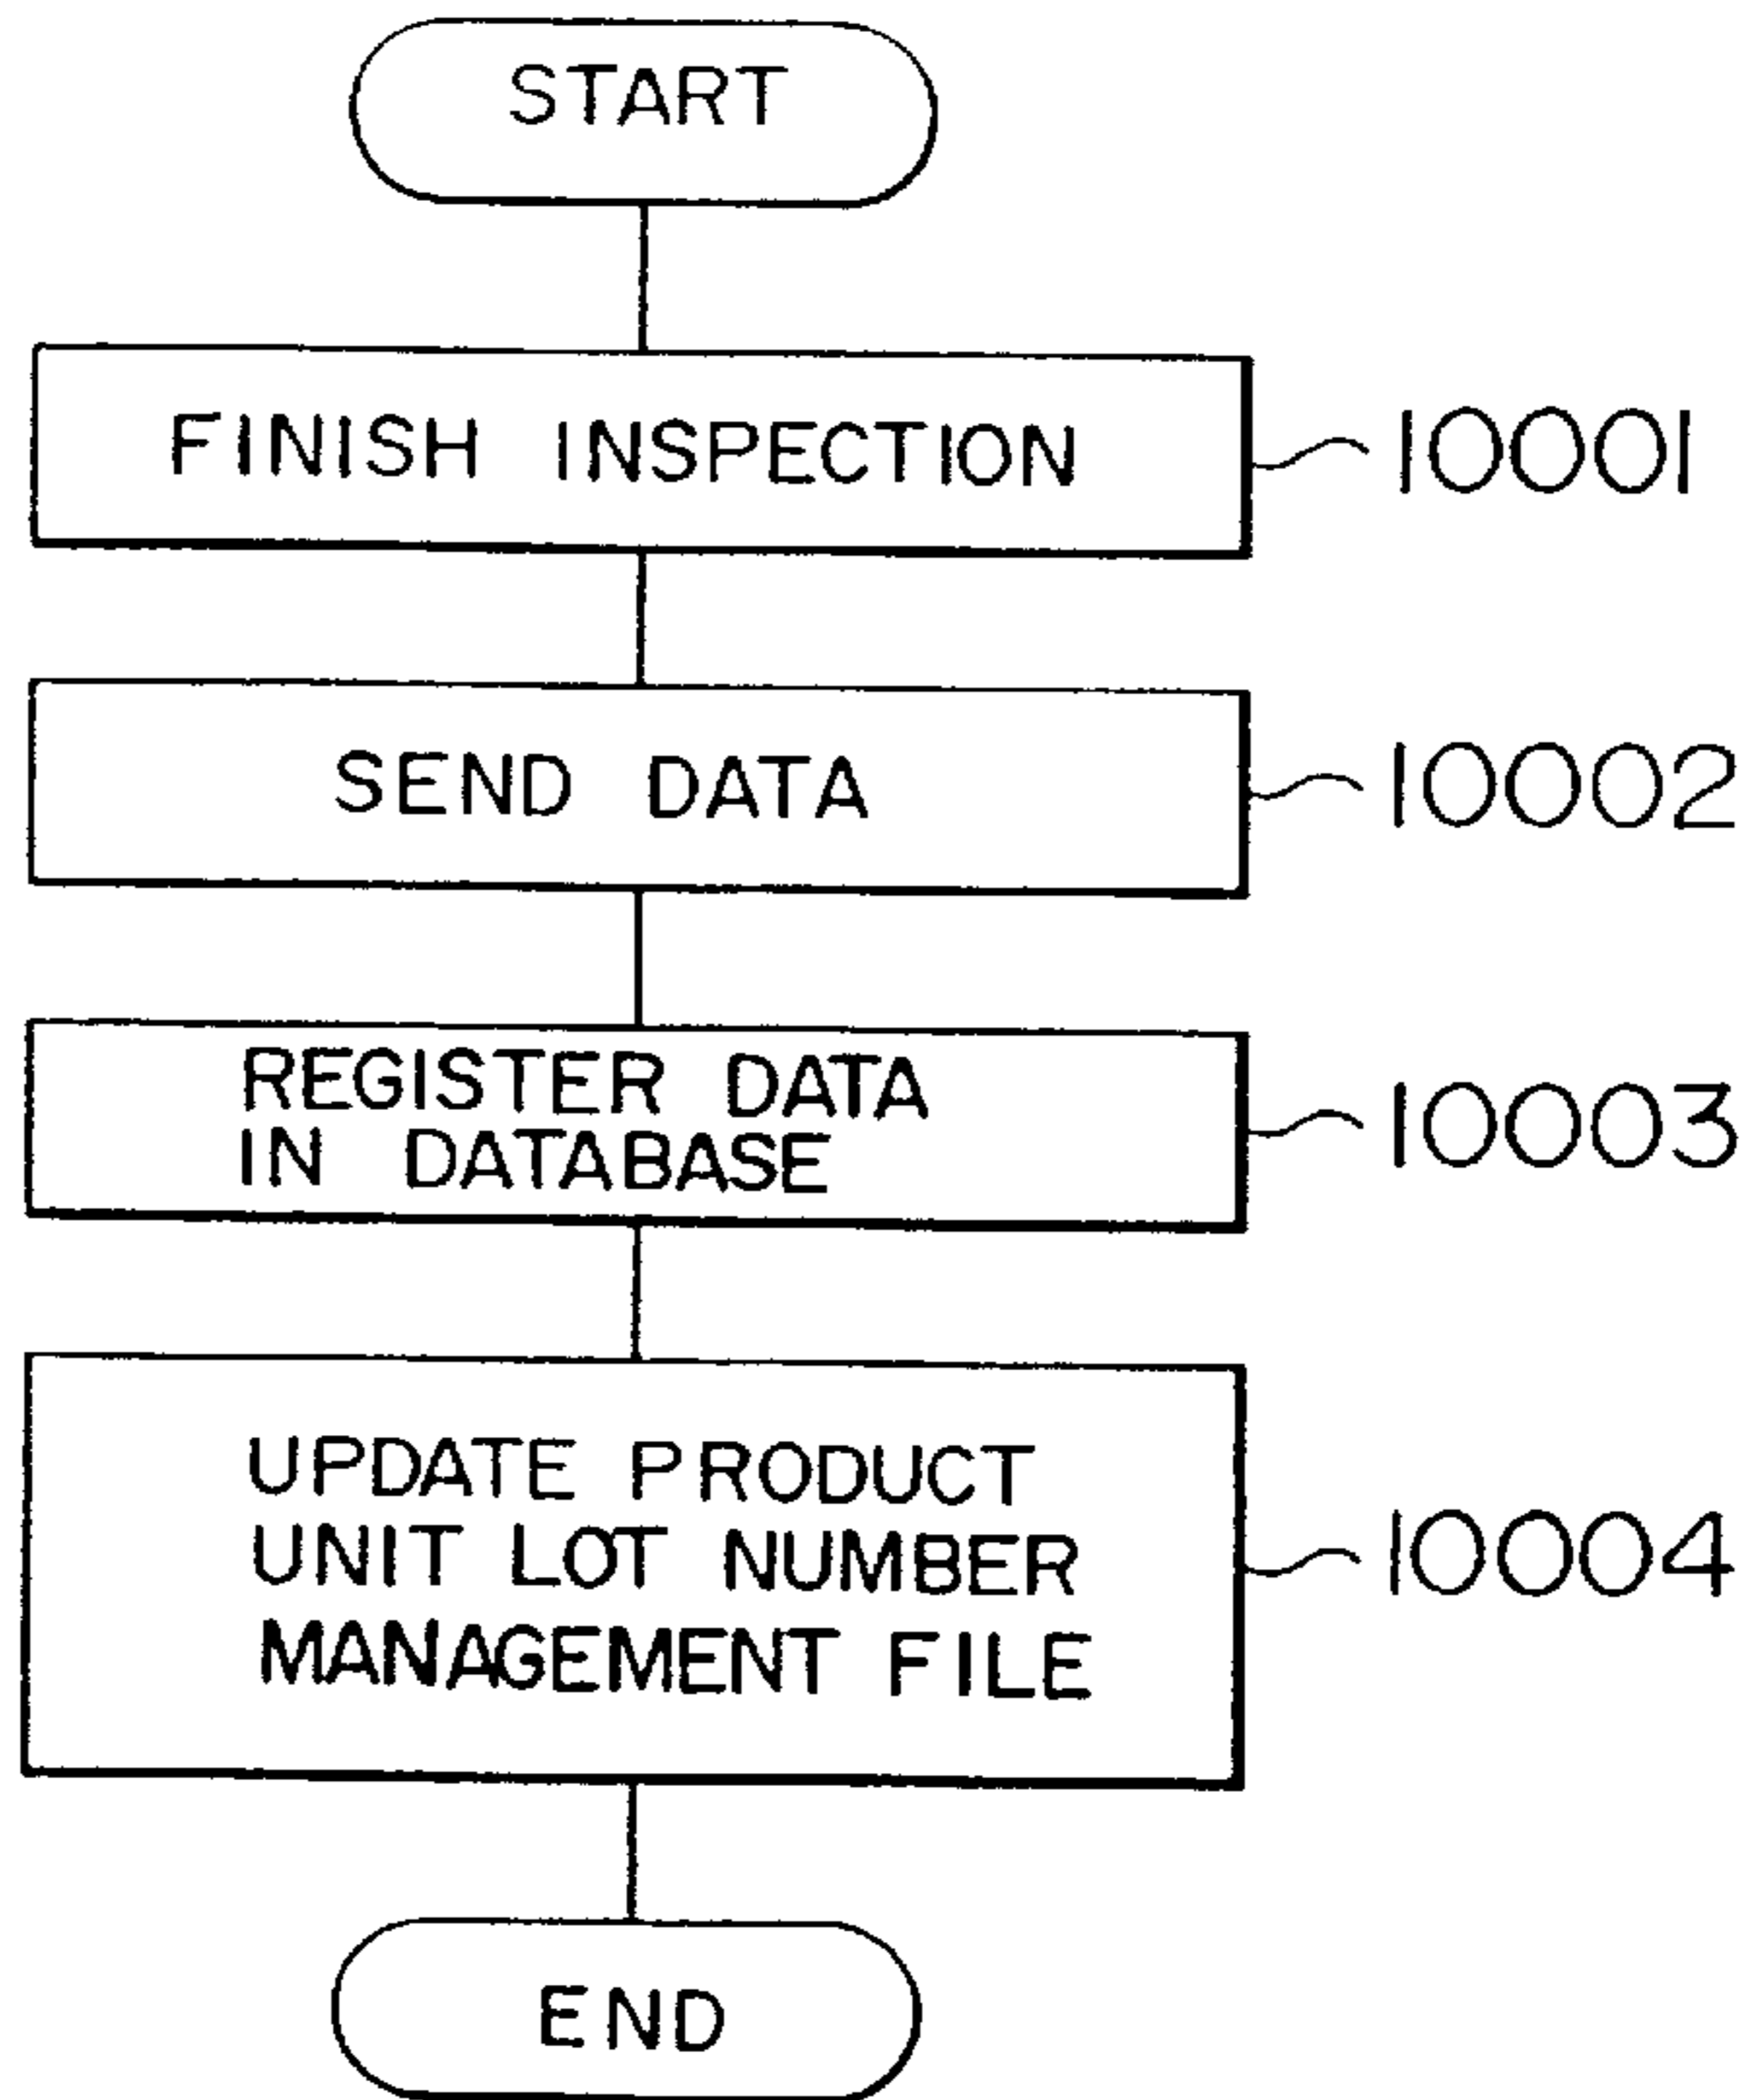 START
FINISH INSPECTION
10001
SEND DATA
10002
REGISTER DATA
IN DATABASE
10003
UPDATE PRODUCT
UNIT LOT NUMBER
MANAGEMENT FILE
10004
END